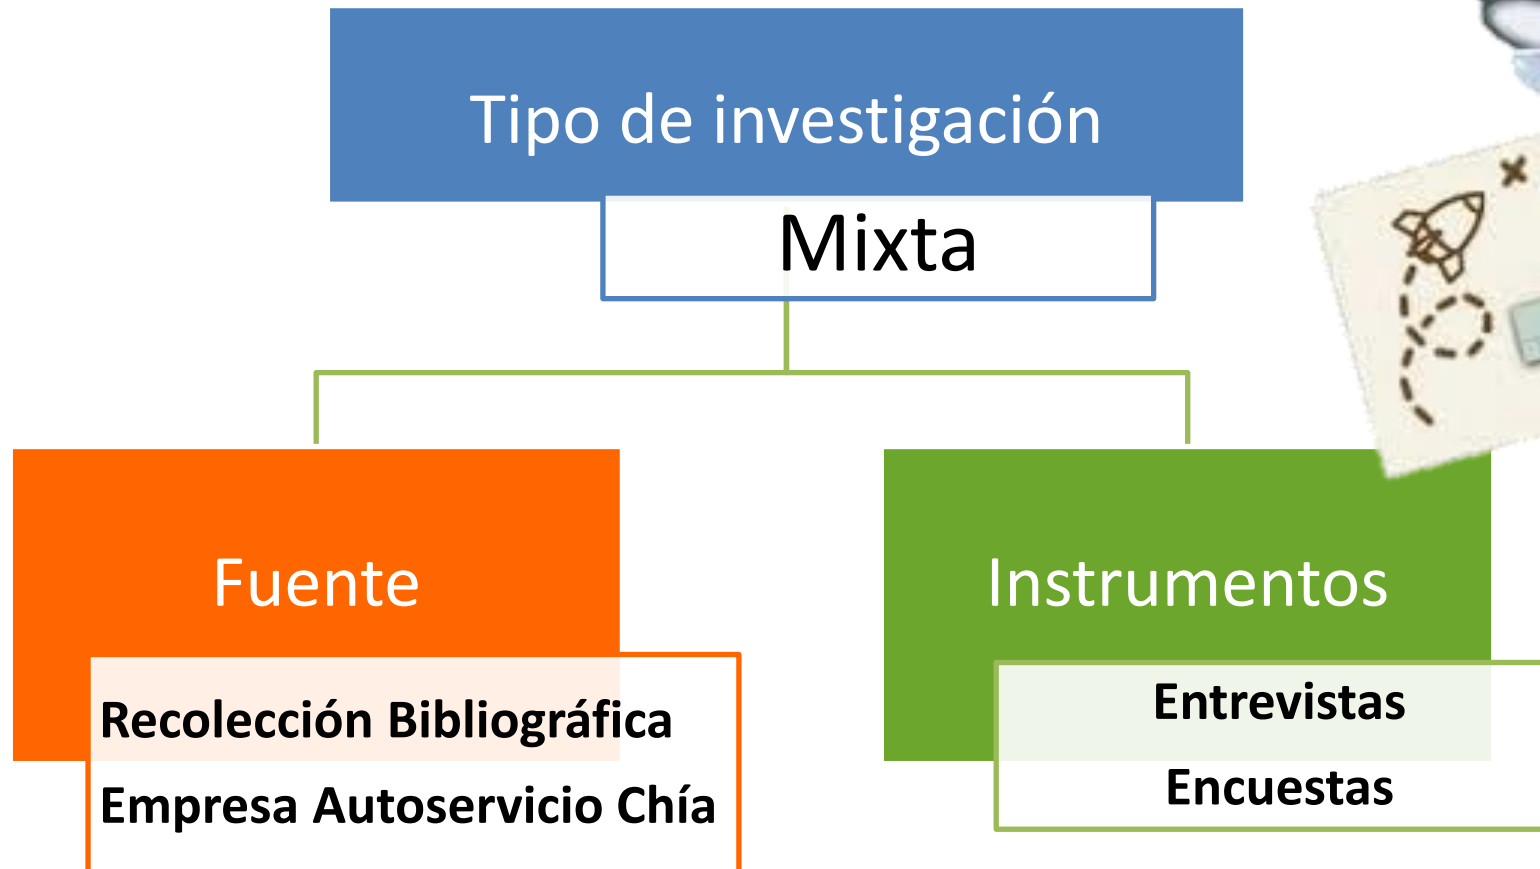 Tipo de investigación
Mixta
Fuente
Recolección Bibliográfica
Empresa Autoservicio Chía
Instrumentos
Entrevistas
Encuestas